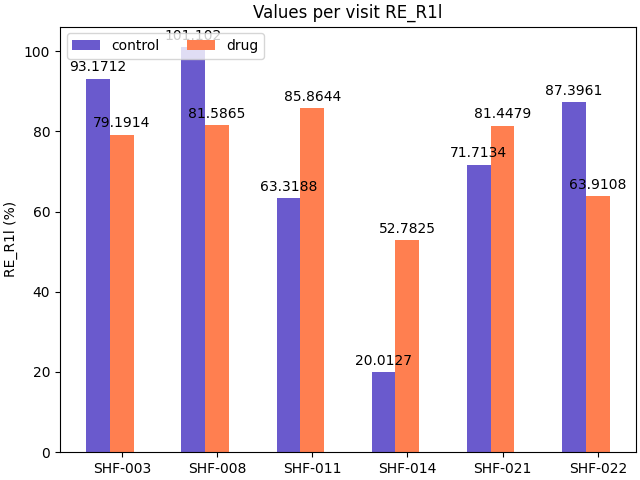 Values per visit RE_R1l
control
drug
RE_R1l (%)
100
80
60
40
20
0
93.1712
79.1914
101.102
81.5865
63.3188
85.8644
20.0127
52.7825
71.7134
81.4479
87.3961
63.9108
SHF-003
SHF-008
SHF-011
SHF-014
SHF-021
SHF-022